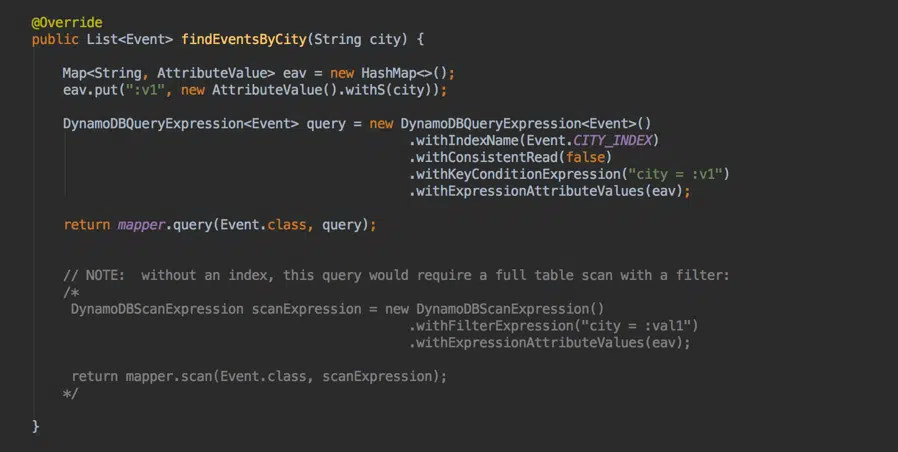 @Override
public List<Event> findEventsByCity(String city) {
Map<String, AttributeValue> eav = new HashMap<>();
eav.put(":v1", new AttributeValue().withS(city));
DynamoDBQueryExpression<Event> query = new DynamoDBQueryExpression<Event>()
.withIndexName(Event.CITY_INDEX)
.withConsistentRead(false)
.withKeyConditionExpression("city = :v1")
.withExpressionAttributeValues(eav);
return mapper.query(Event.class, query);
// NOTE:  without an index, this query would require a full table scan with a filter:
/*
DynamoDBScanExpression scanExpression = new DynamoDBScanExpression()
.withFilterExpression("city = :val1")
.withExpressionAttributeValues(eav);
return mapper.scan(Event.class, scanExpression);
*/
}